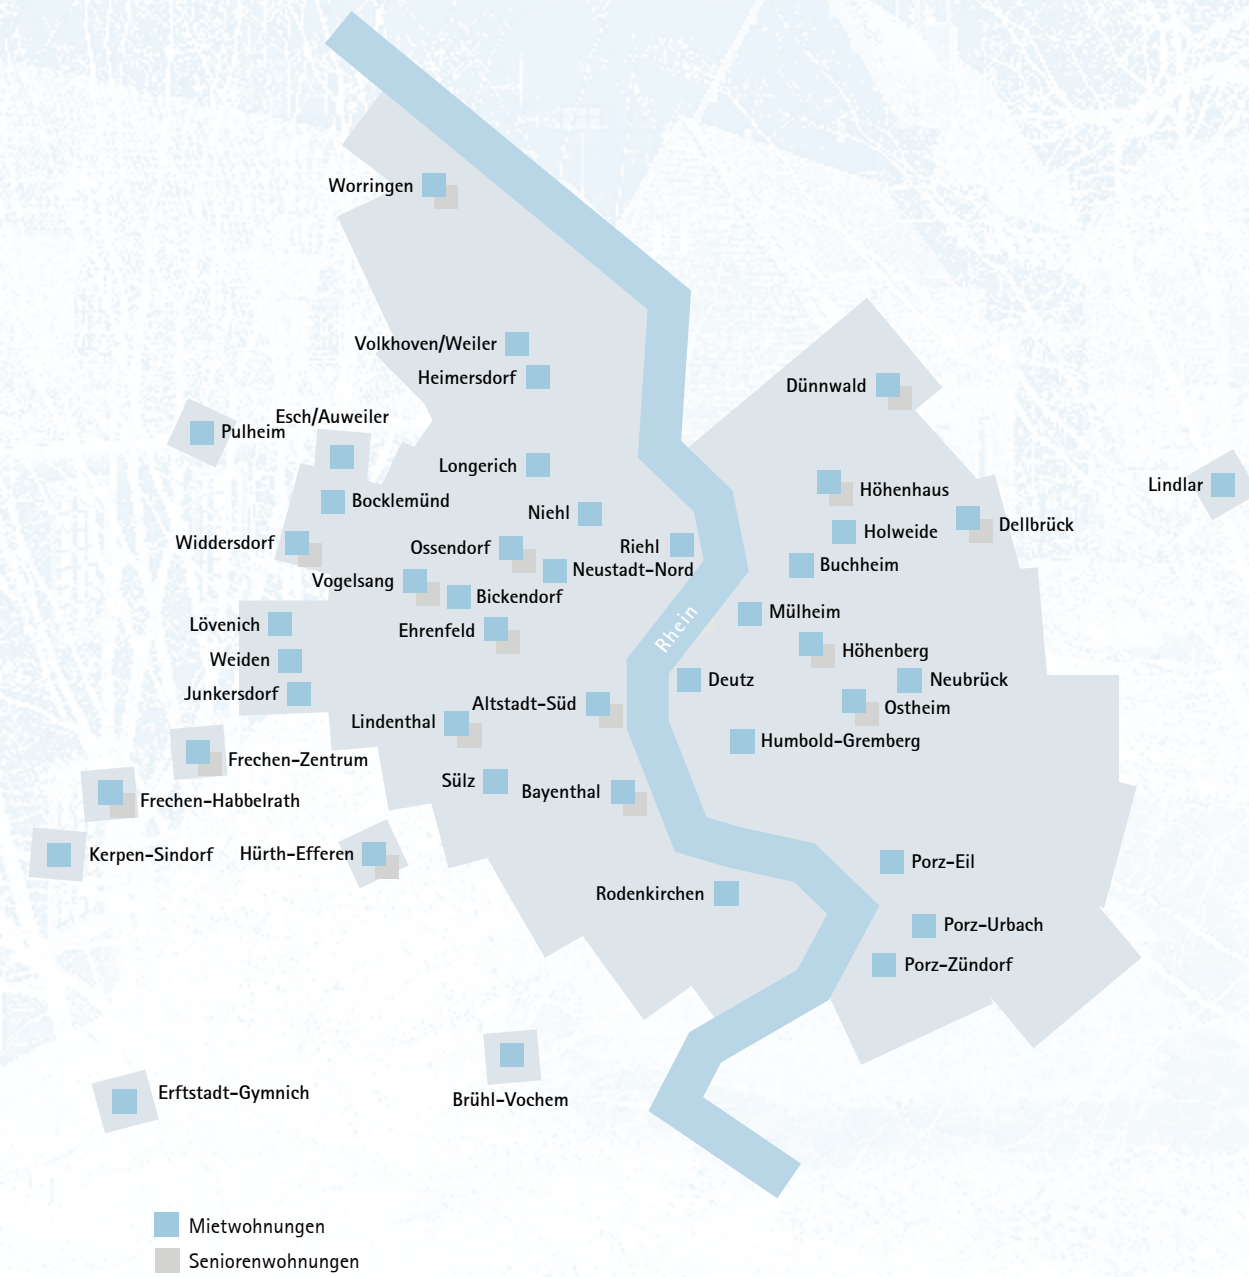 Worringen
Volkhoven/Weiler
Heimersdorf
Dünnwald
Esch/Auweiler
Pulheim
Longerich
Lindlar
Höhenhaus
Bocklemünd
Niehl
Dellbrück
Holweide
Widdersdorf
Ossendorf
Riehl
Buchheim
Neustadt-Nord
Vogelsang
Bickendorf
Mülheim
Lövenich
Ehrenfeld
Rhein
Höhenberg
Weiden
Deutz
Neubrück
Junkersdorf
Altstadt-Süd
Ostheim
Lindenthal
Humbold-Gremberg
Frechen-Zentrum
Sülz
Bayenthal
Frechen-Habbelrath
Kerpen-Sindorf
Hürth-Efferen
Porz-Eil
Rodenkirchen
Porz-Urbach
Porz-Zündorf
Erftstadt-Gymnich
Brühl-Vochem
Mietwohnungen
Seniorenwohnungen